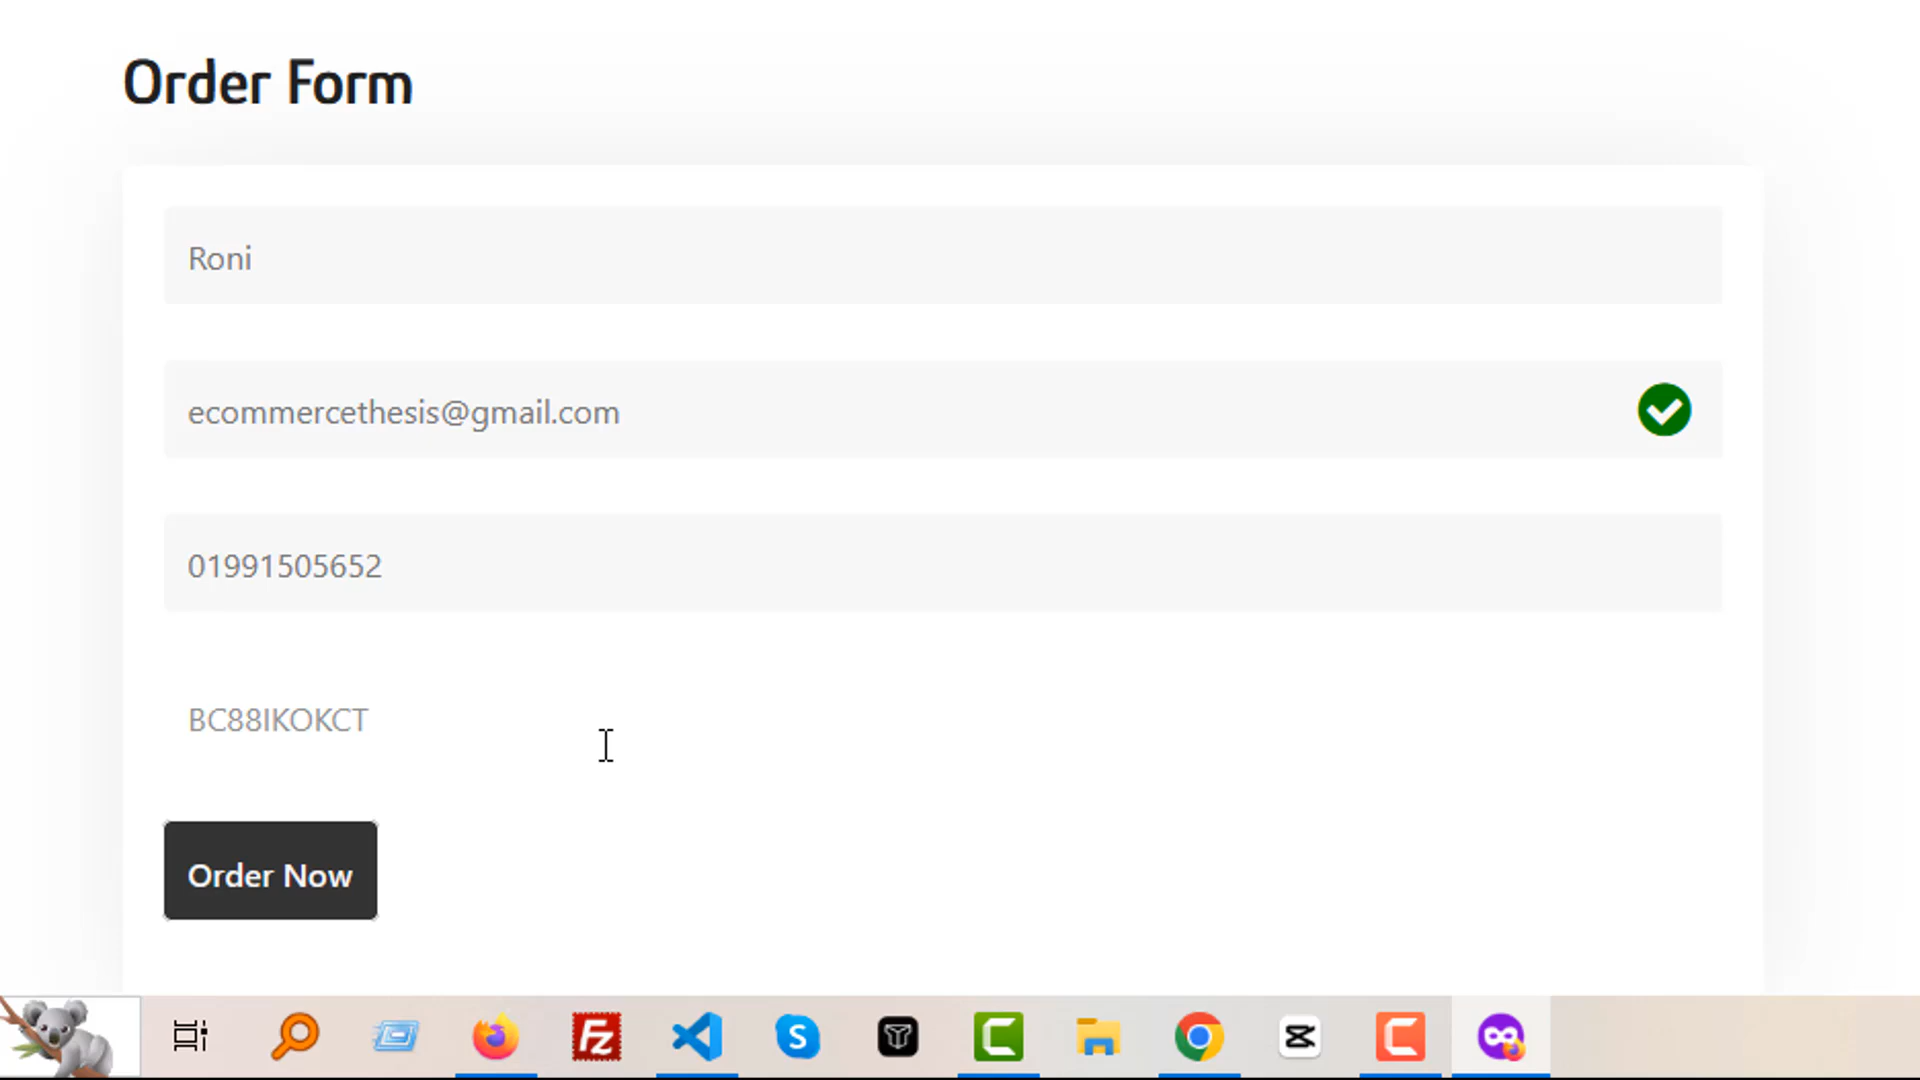 Order Form
Roni
ecommercethesis@gmail.com
01991505652
BC88IKOKCT
Order Now